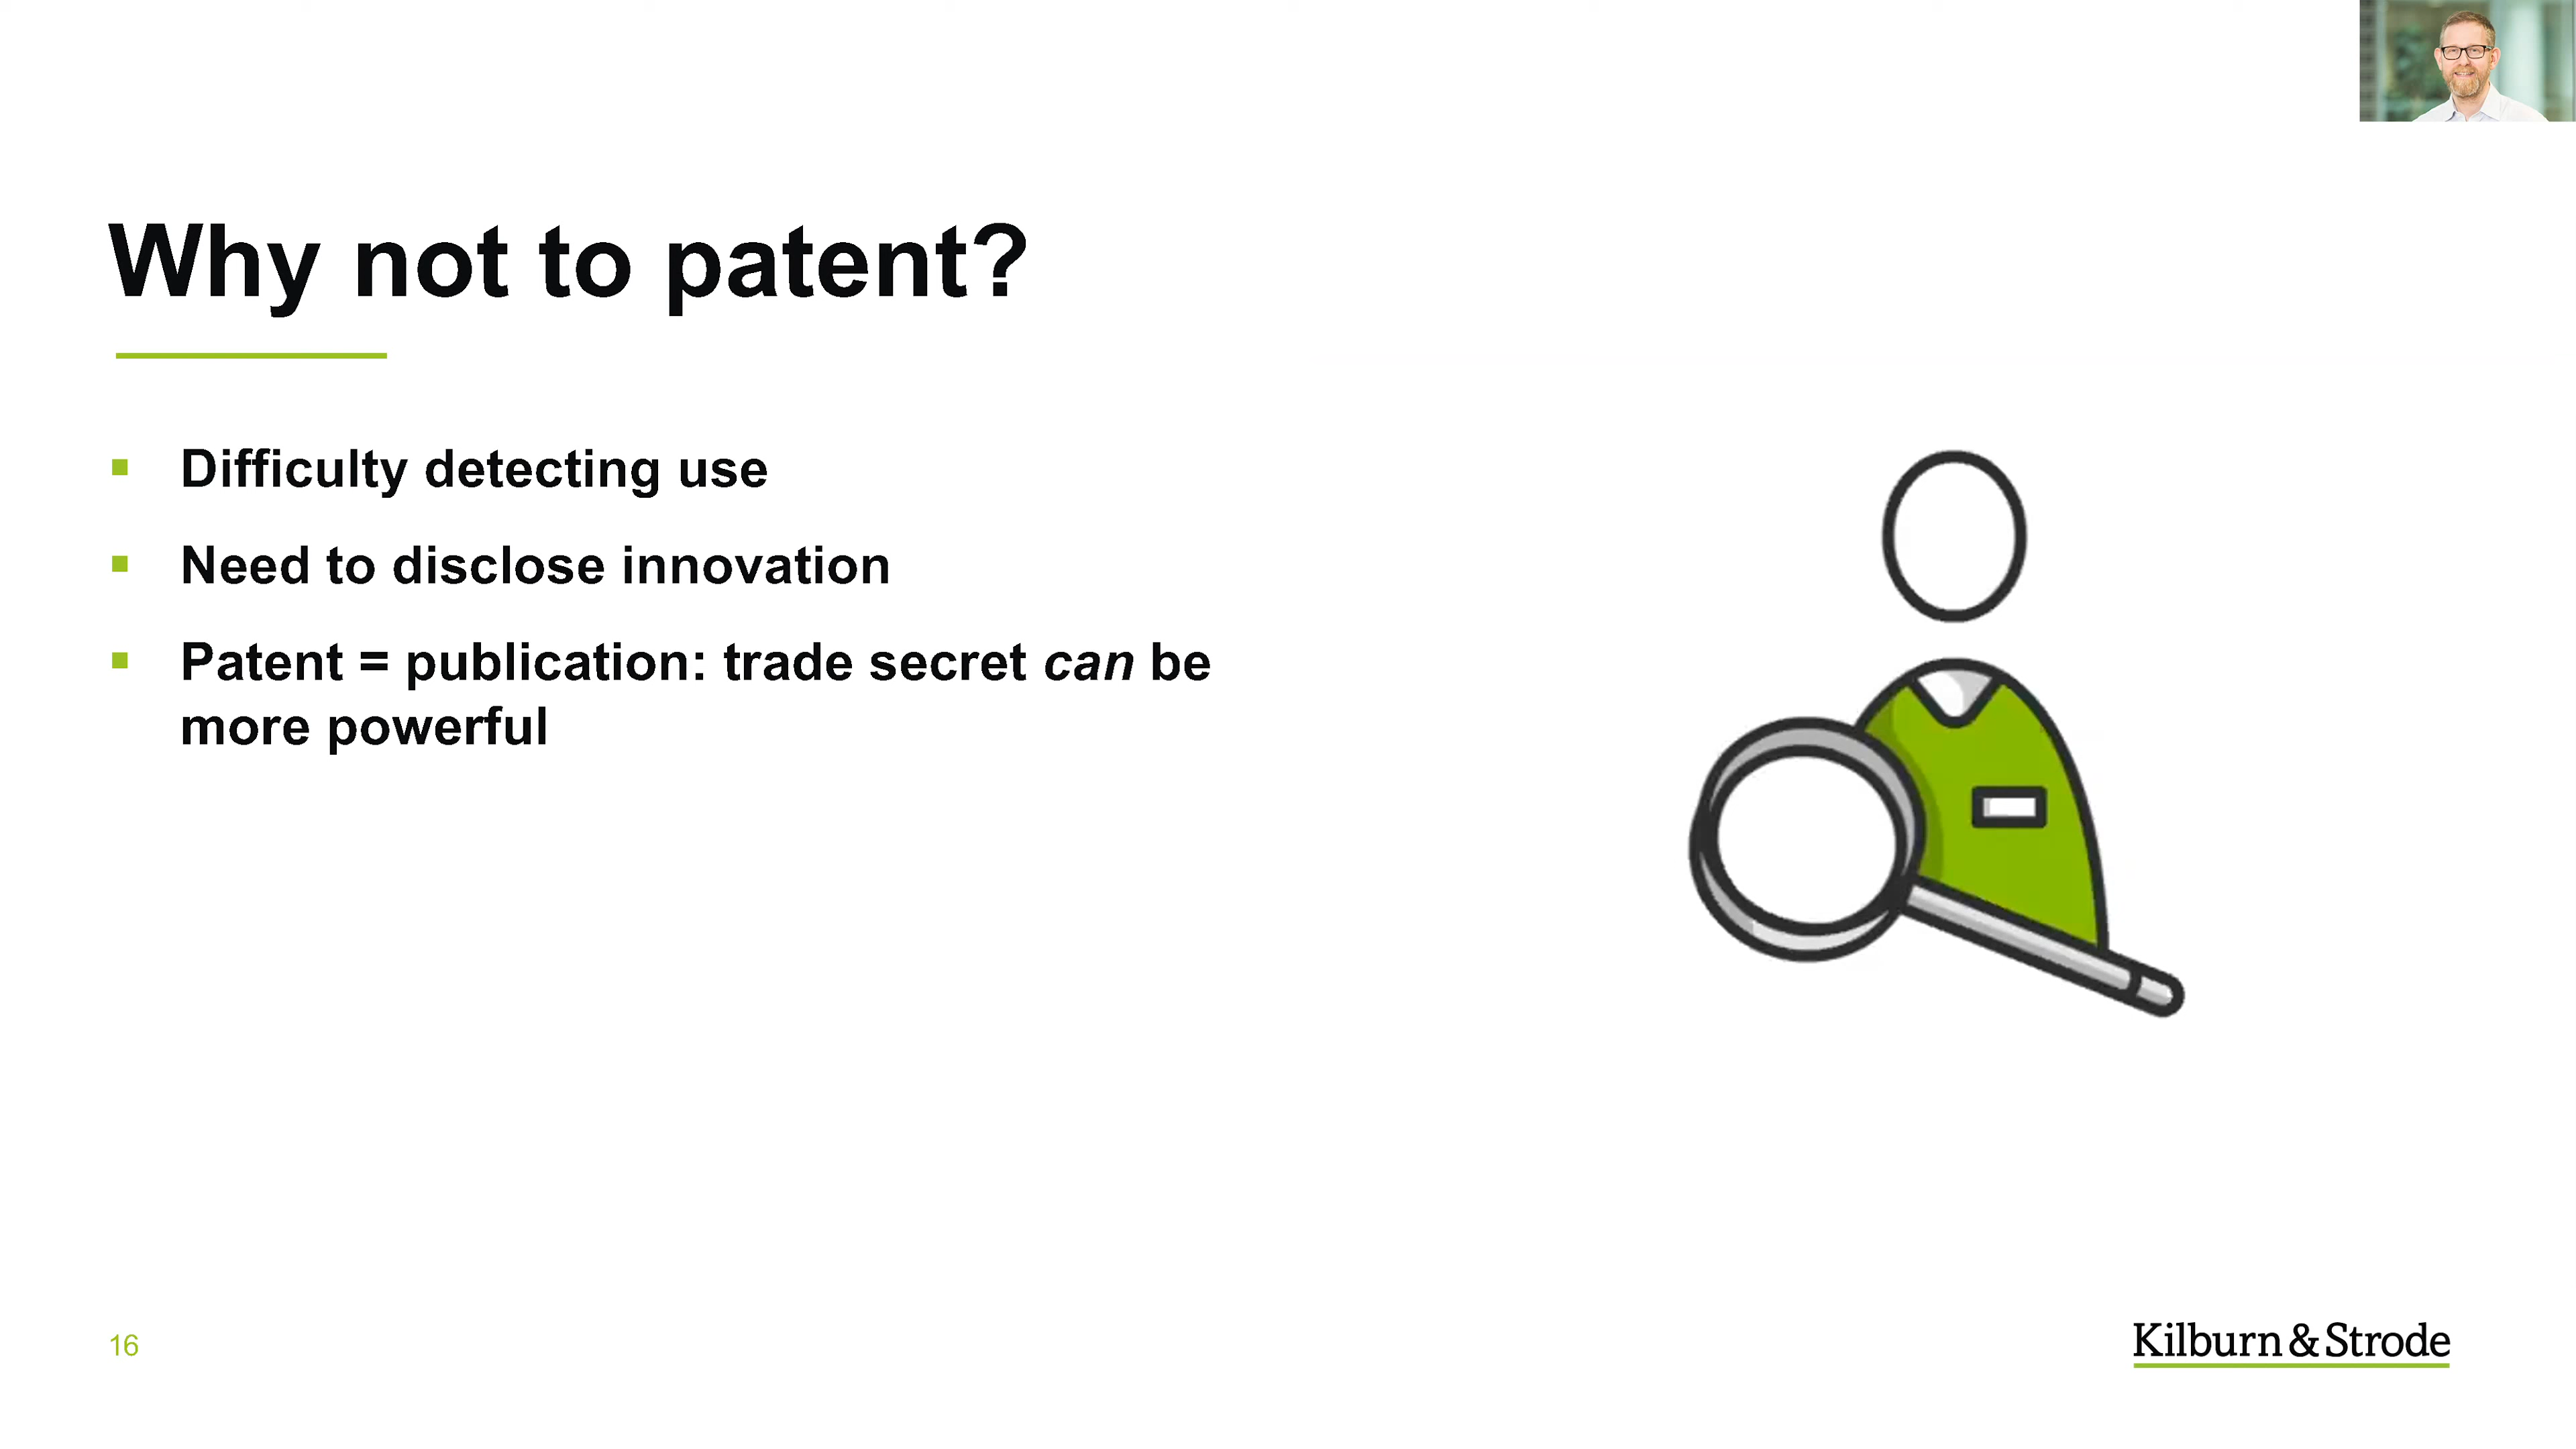 Why not to patent?
Difficulty detecting use
Need to disclose innovation
Patent = publication: trade secret can be
more powerful
16
Kilburn & Strode